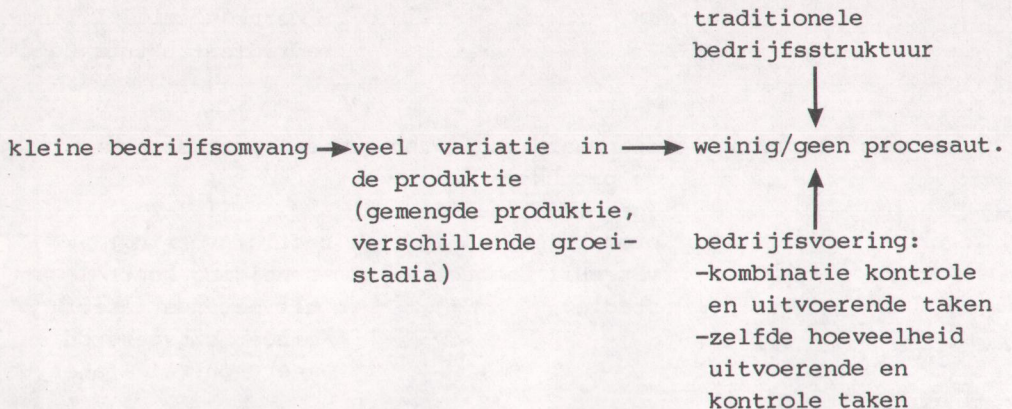 traditionele
bedrijfsstruktuur
kleine bedrijfsomvang → veel variatie in → weinig/geen procesaut.
de produktie
(gemengde produktie,
verschillende groei-
stadia)
bedrijfsvoering:
-kombinatie kontrole
en uitvoerende taken
-zelfde hoeveelheid
uitvoerende en
kontrole taken